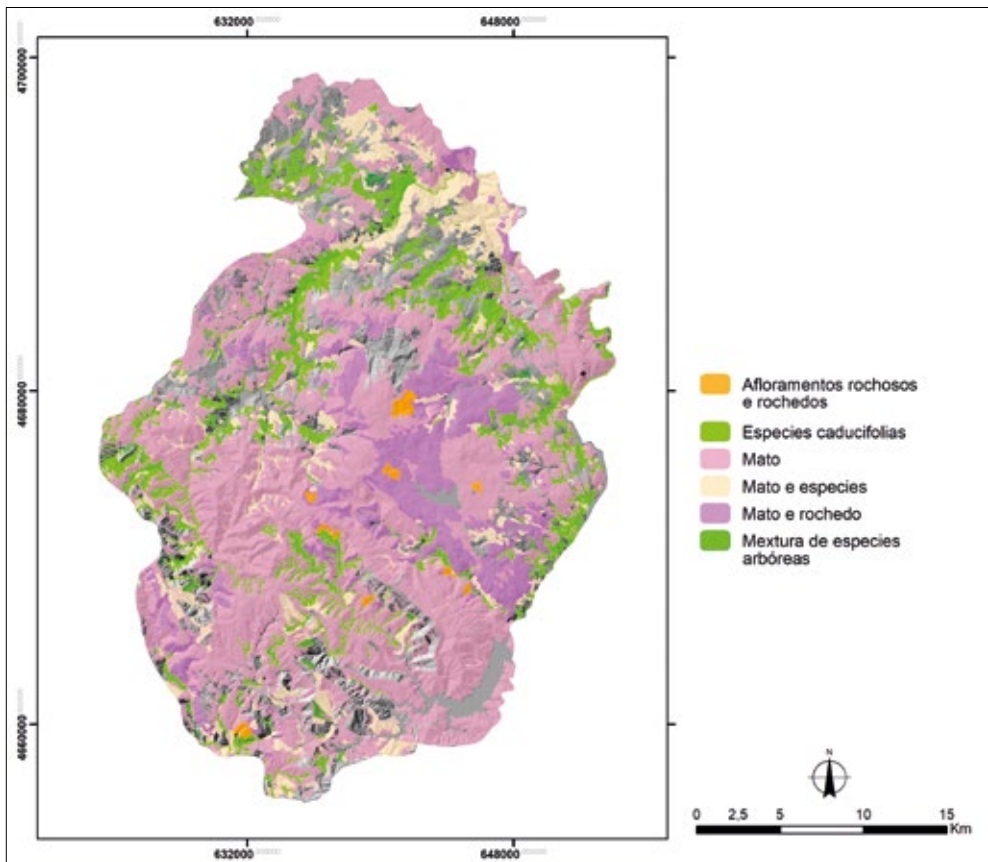 632000
648000
4700000
4680000
4660000
Afloramentos rochosos
e rochedos
Especies caducifolias
Mato
Mato e especies
Mato e rochedo
Mextura de especies
arbóreas
N
0 2,5 5 10 15
Km
632000
648000